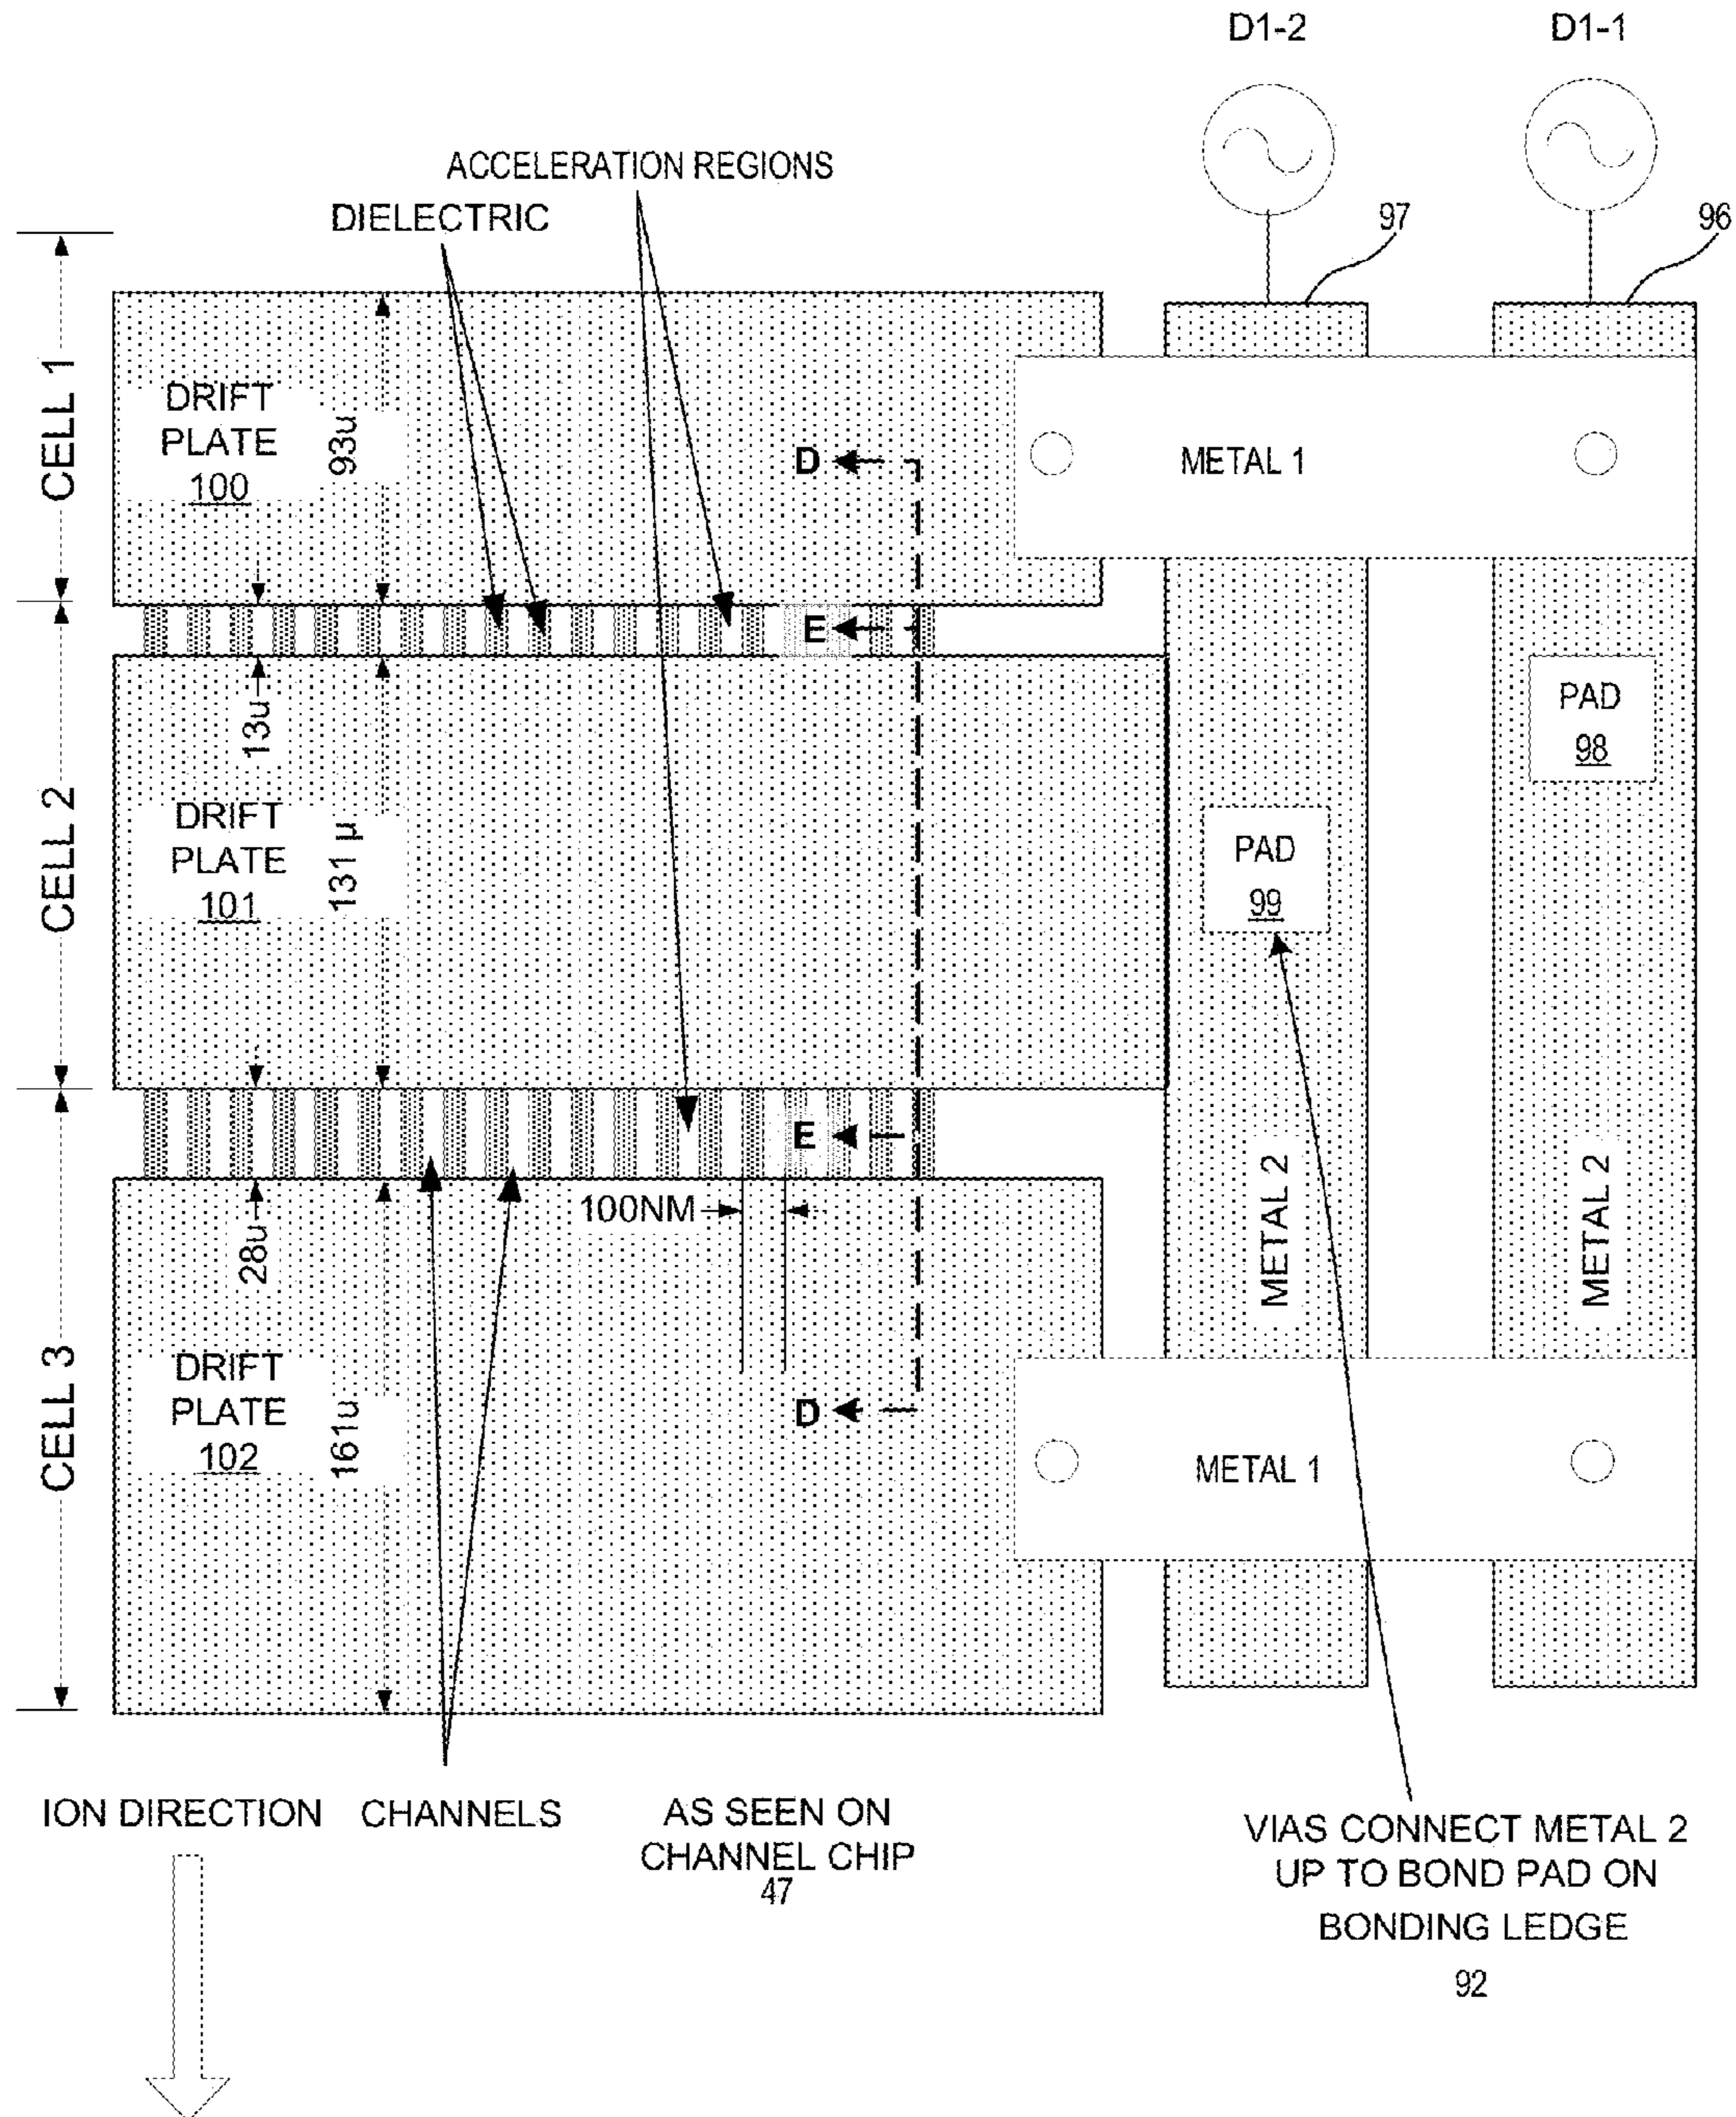 D1-2
D1-1
ACCELERATION REGIONS
DIELECTRIC
97
96
CELL 1
DRIFT
PLATE
100
93u
D
METAL 1
E
13u
PAD
98
CELL 2
DRIFT
PLATE
101
131 µ
PAD
99
E
100NM
28u
METAL 2
METAL 2
CELL 3
DRIFT
PLATE
102
161u
D
METAL 1
ION DIRECTION
CHANNELS
AS SEEN ON
CHANNEL CHIP
47
VIAS CONNECT METAL 2
UP TO BOND PAD ON
BONDING LEDGE
92